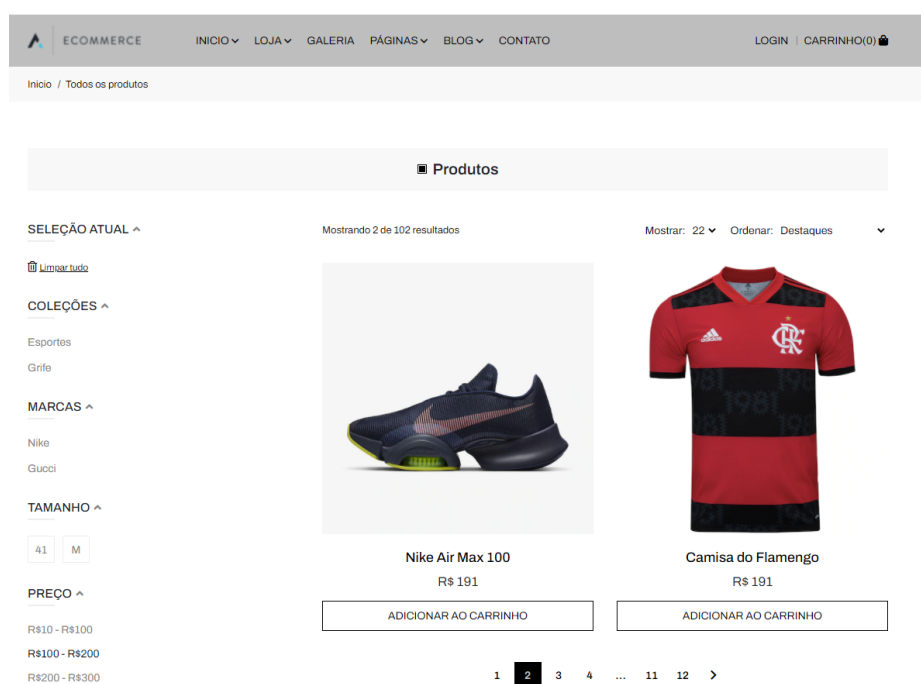 ECOMMERCE
INICIO LOJA GALERIA PÁGINAS BLOG CONTATO
LOGIN | CARRINHO(0)
Inicio / Todos os produtos
Produtos
SELEÇÃO ATUAL
Limpar tudo
COLEÇÕES
Esportes
Grife
MARCAS
Nike
Gucci
TAMANHO
41 M
PREÇO
R$10 - R$100
R$100 - R$200
R$200 - R$300
Mostrando 2 de 102 resultados
Mostrar: 22 Ordenar: Destaques
adidas
1981
Nike Air Max 100
R$ 191
ADICIONAR AO CARRINHO
Camisa do Flamengo
R$ 191
ADICIONAR AO CARRINHO
1 2 3 4 ... 11 12